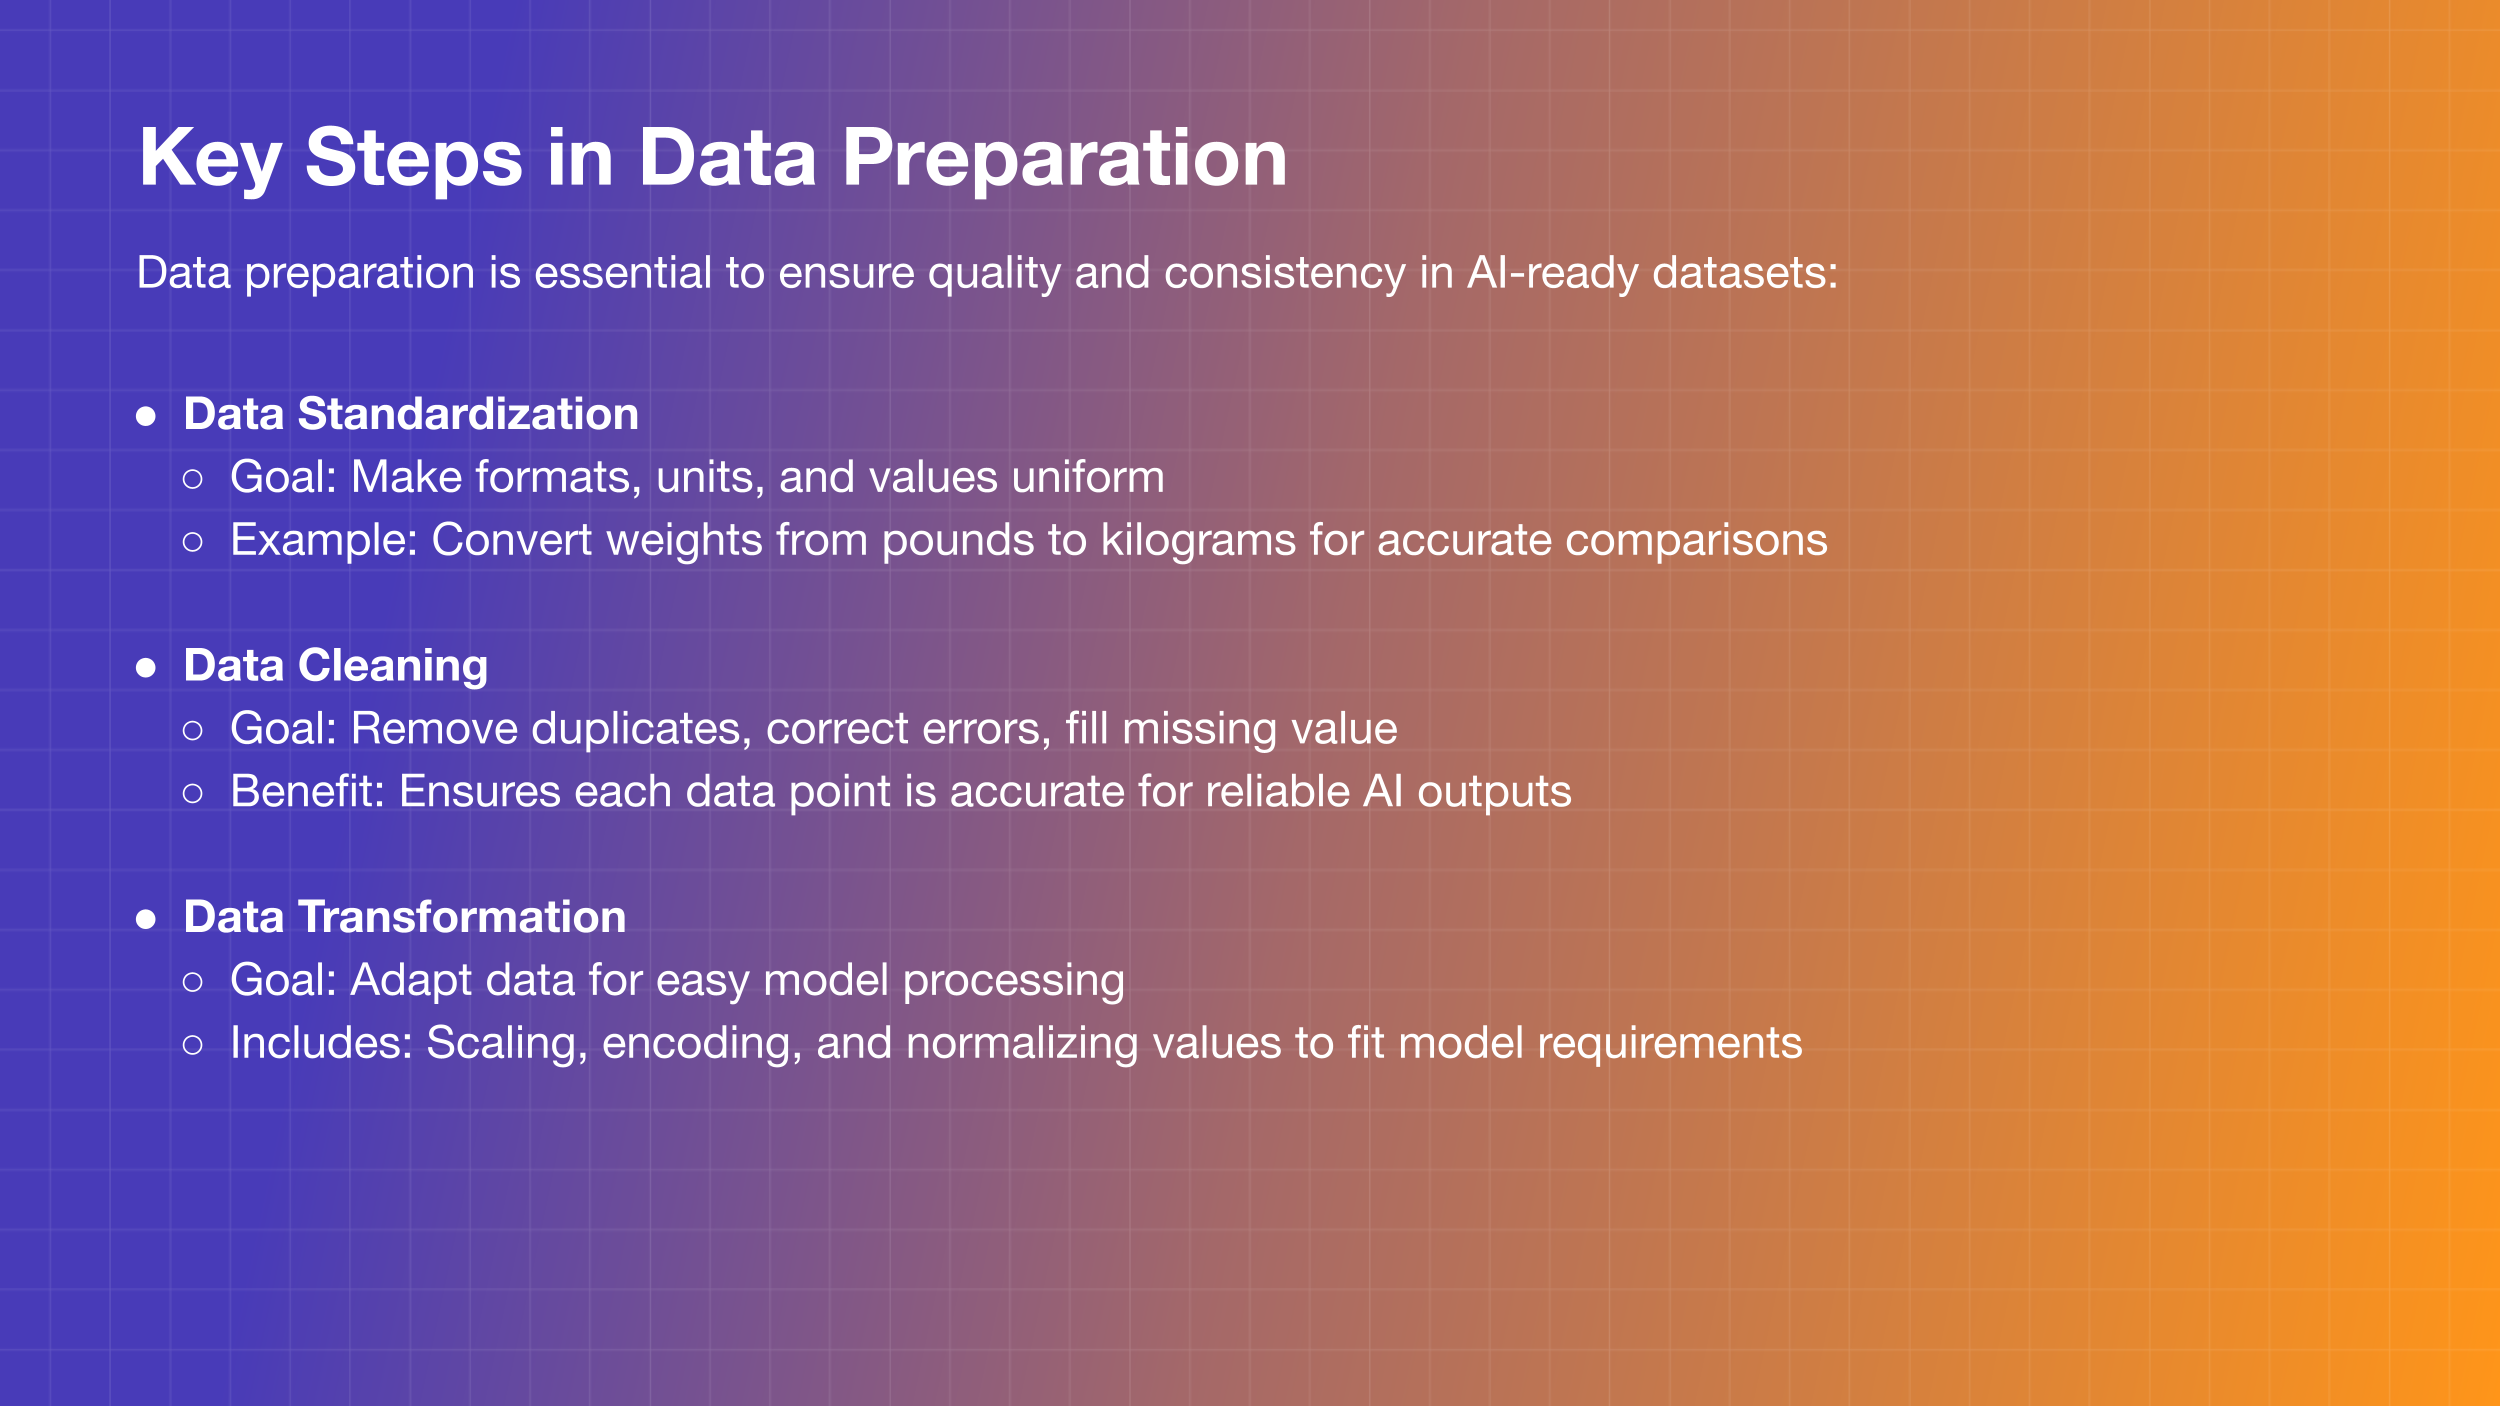 Key Steps in Data Preparation
Data preparation is essential to ensure quality and consistency in AI-ready datasets:
● Data Standardization
○ Goal: Make formats, units, and values uniform
○ Example: Convert weights from pounds to kilograms for accurate comparisons
● Data Cleaning
○ Goal: Remove duplicates, correct errors, fill missing value
○ Benefit: Ensures each data point is accurate for reliable AI outputs
● Data Transformation
○ Goal: Adapt data for easy model processing
○ Includes: Scaling, encoding, and normalizing values to fit model requirements